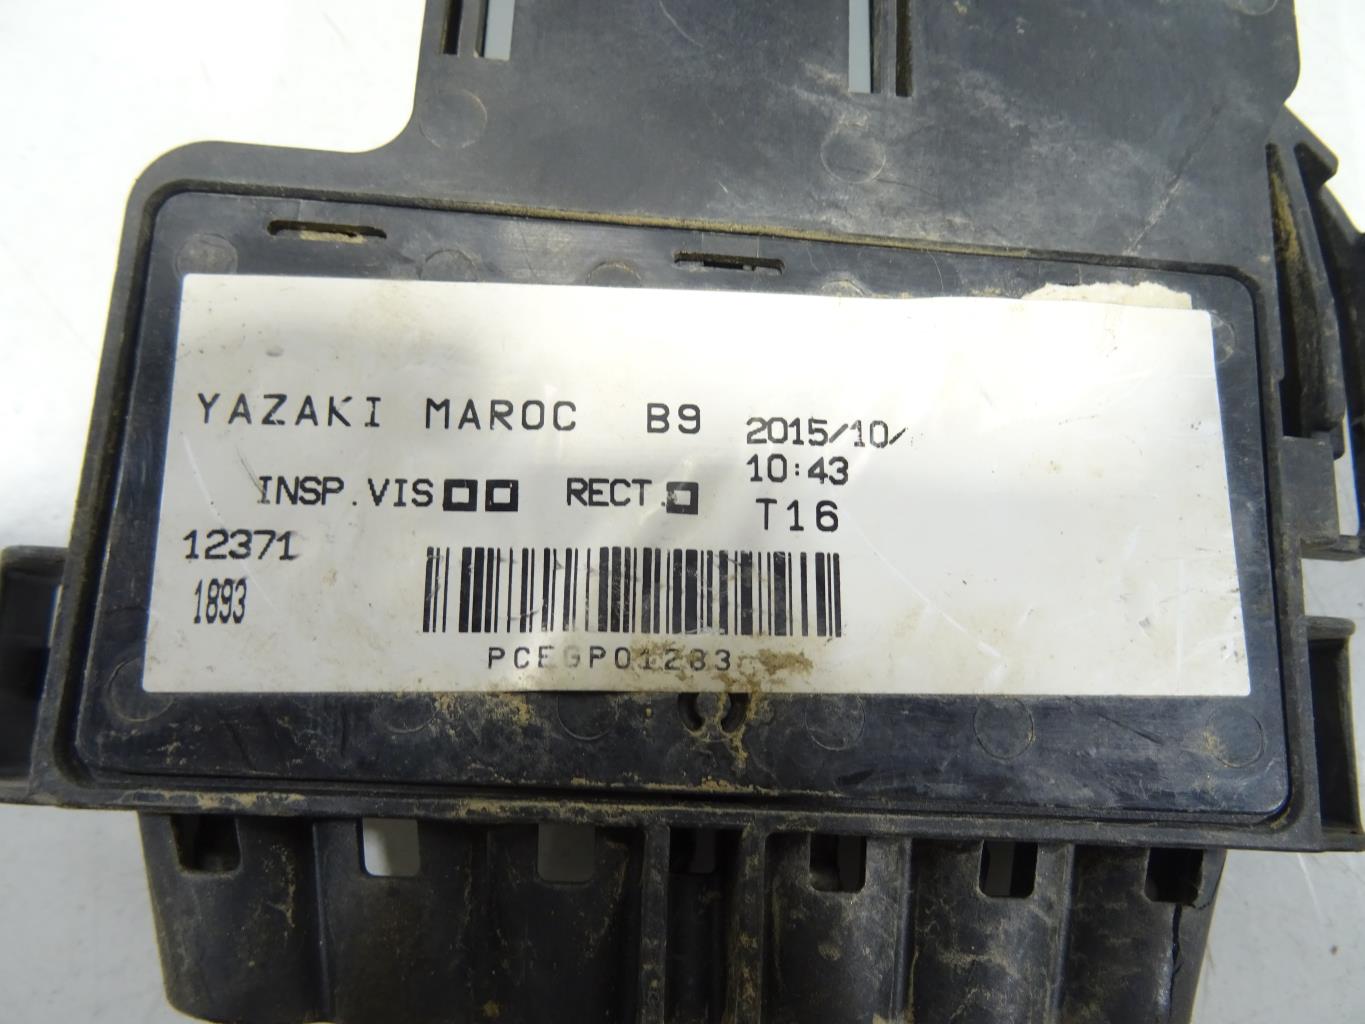 YAZAKI MAROC B9 2015/10/
10:43
INSP.VIS RECT.
T16
12371
1893
PCEGP01283